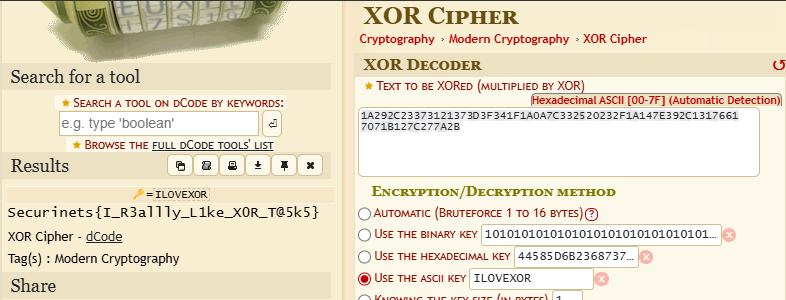 Search for a tool
★ Search a tool on dCode by keywords:
e.g. type 'boolean'
★ Browse the full dCode tools' list
Results
=ILOVEXOR
Securinets{I_R3allly_L1ke_X0R_T@5k5}
XOR Cipher - dCode
Tag(s) : Modern Cryptography
Share
XOR Cipher
Cryptography › Modern Cryptography › XOR Cipher
XOR Decoder
★ Text to be XORed (multiplied by XOR)
Hexadecimal ASCII [00-7F] (Automatic Detection)
1A292C23373121373D3F341F1A0A7C332520232F1A147E392C1317661
7071B127C277A2B
Encryption/Decryption method
Automatic (Bruteforce 1 to 16 bytes) ?
Use the binary key 10101010101010101010101010101010101...
Use the hexadecimal key 44585D6B2368737...
Use the ascii key ILOVEXOR
Knowing the key size (in bytes) 1